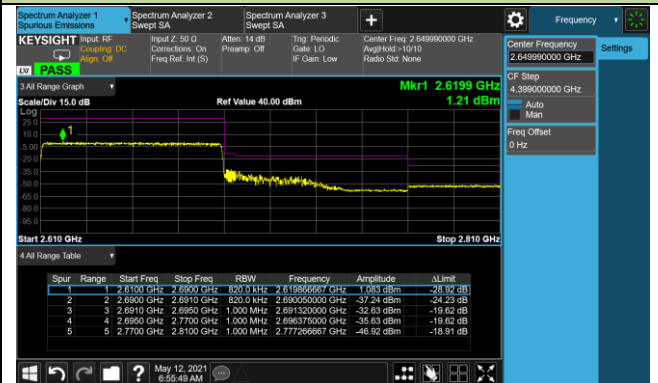 Spectrum Analyzer 1
Spurious Emissions
Spectrum Analyzer 2
Swept SA
Spectrum Analyzer 3
Swept SA
+
Frequency
KEYSIGHT
Input: RF
Coupling: DC
Align: Off
Input Z: 50 Ω
Corrections: On
Freq Ref: Int (S)
Atten: 14 dB
Preamp: Off
Trig: Periodic
Gate: LO
IF Gain: Low
Center Freq: 2.649990000 GHz
Avg|Hold:>10/10
Radio Std: None
LXI PASS
Center Frequency
2.649990000 GHz
Settings
CF Step
4.399000000 GHz
Auto
Man
Freq Offset
0 Hz
3 All Range Graph
Mkr1 2.6199 GHz
Scale/Div 15.0 dB
Ref Value 40.00 dBm
1.21 dBm
Log
25.0
10.0
-5.00
-20.0
-35.0
-50.0
-65.0
-80.0
-95.0
1
Start 2.610 GHz
Stop 2.810 GHz
4 All Range Table
Spur Range Start Freq Stop Freq RBW Frequency Amplitude ΔLimit
1 1 2.6100 GHz 2.6900 GHz 820.0 kHz 2.619866667 GHz 1.083 dBm -28.92 dB
2 2 2.6900 GHz 2.6910 GHz 820.0 kHz 2.690050000 GHz -37.24 dBm -24.23 dB
3 3 2.6910 GHz 2.6950 GHz 1.000 MHz 2.691320000 GHz -32.63 dBm -19.62 dB
4 4 2.6950 GHz 2.7700 GHz 1.000 MHz 2.696375000 GHz -35.63 dBm -19.62 dB
5 5 2.7700 GHz 2.8100 GHz 1.000 MHz 2.777266667 GHz -46.92 dBm -18.91 dB
?
May 12, 2021
6:55:49 AM